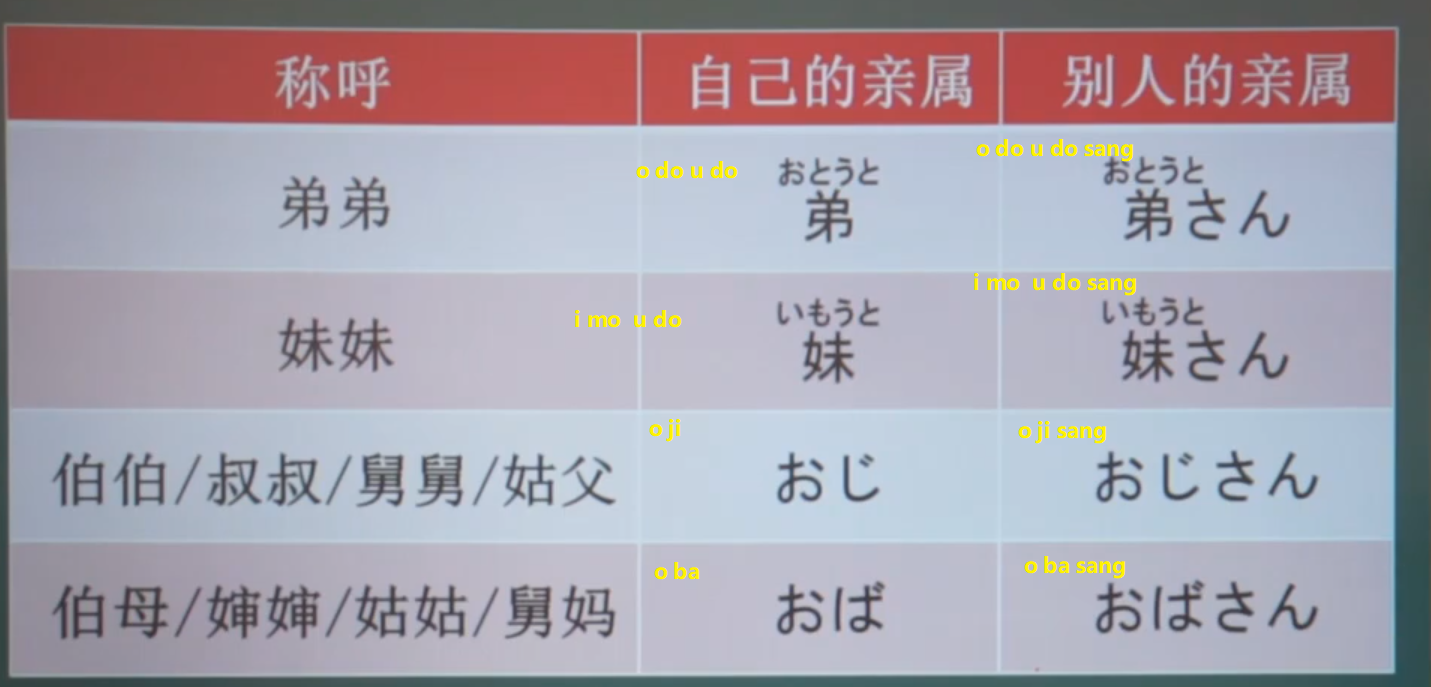 称呼 自己的亲属 别人的亲属
o do u do sang
o do u do おとうと おとうと
弟弟 弟 弟さん
i mo u do sang
i mo u do いもうと いもうと
妹妹 妹 妹さん
o ji o ji sang
伯伯/叔叔/舅舅/姑父 おじ おじさん
o ba o ba sang
伯母/婶婶/姑姑/舅妈 おば おばさん